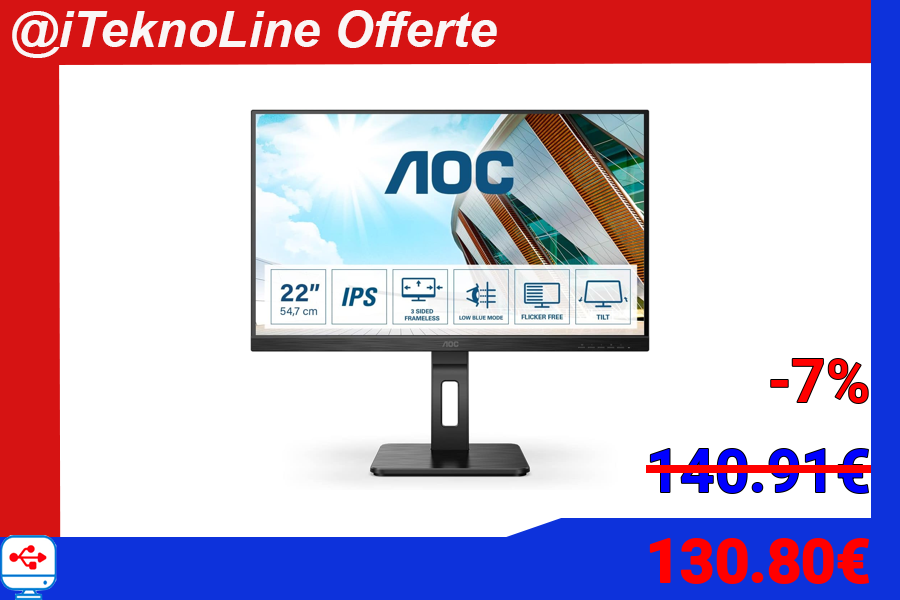 @iTeknoLine Offerte
AOC
22"
54,7 cm
IPS
3 SIDED
FRAMELESS
LOW BLUE MODE
FLICKER FREE
TILT
AOC
-7%
140.91€
130.80€